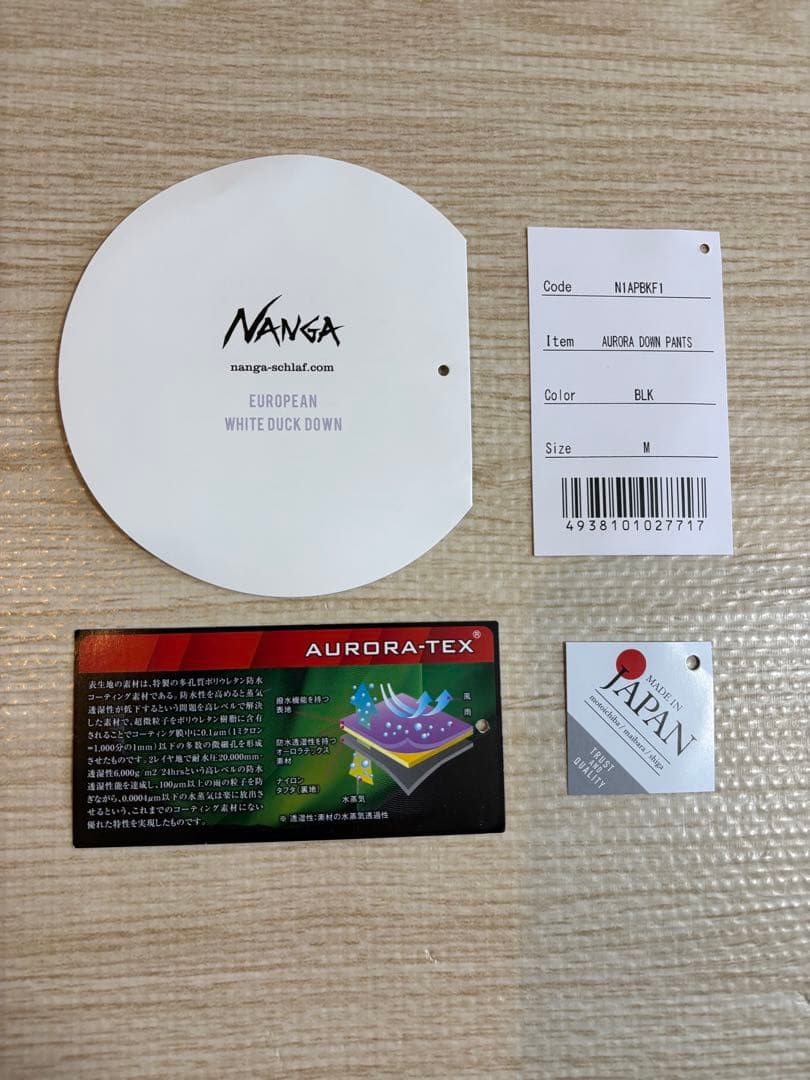 NANGA
nanga-schlaf.com
EUROPEAN
WHITE DUCK DOWN
Code N1APBKF1
Item AURORA DOWN PANTS
Color BLK
Size M
4938101027717
AURORA-TEX®
表生地の素材は、特製の多孔質ポリウレタン防水
コーティング素材である。防水性を高めると蒸気
透湿性が低下するという問題を高レベルで解決
した素材で、超微粒子をポリウレタン樹脂に含有
されることでコーティング膜中に0.1μm(1ミクロン
=1,000分の1mm)以下の多数の微細孔を形成
させたものです。2レイヤ地で耐水圧20,000mm・
透湿性6,000g/m2 24hrsという高レベルの防水
透湿性能を達成し、100μm以上の雨の粒子を防
ぎながら、0.0004μm以下の水蒸気は楽に放出さ
せるという、これまでのコーティング素材にない
優れた特性を実現したものです。
撥水機能を持つ
表地
防水透湿性を持つ
オーロラテックス
素材
ナイロン
タフタ(裏地)
風
雨
水蒸気
※ 透湿性:素材の水蒸気透過性
MADE IN
JAPAN
motoichiba / maibara / shiga
TRUST
AND
QUALITY